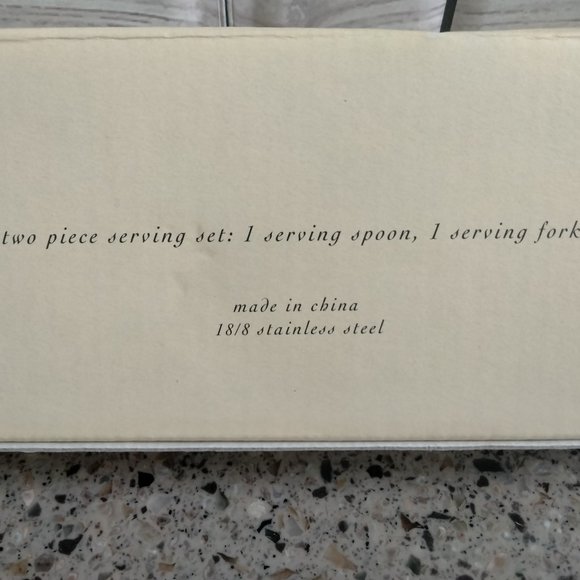 two piece serving set: 1 serving spoon, 1 serving fork
made in china
18/8 stainless steel